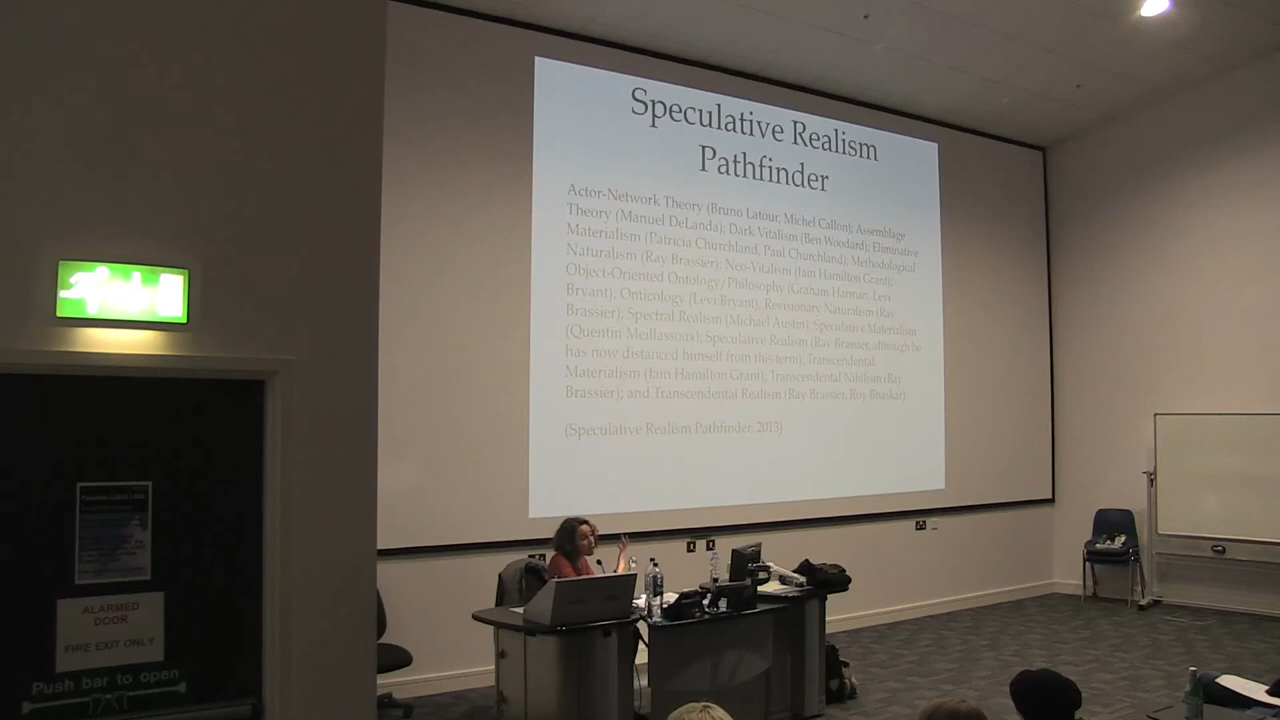 Speculative Realism
Pathfinder
Actor-Network Theory (Bruno Latour, Michel Callon); Assemblage
Theory (Manuel DeLanda); Dark Vitalism (Ben Woodard); Eliminative
Materialism (Patricia Churchland, Paul Churchland); Methodological
Naturalism (Ray Brassier); Neo-Vitalism (Iain Hamilton Grant);
Object-Oriented Ontology/Philosophy (Graham Harman, Levi
Bryant); Onticology (Levi Bryant), Revisionary Naturalism (Ray
Brassier); Spectral Realism (Michael Austin); Speculative Materialism
(Quentin Meillassoux); Speculative Realism (Ray Brassier, although he
has now distanced himself from this term), Transcendental
Materialism (Iain Hamilton Grant); Transcendental Nihilism (Ray
Brassier); and Transcendental Realism (Ray Brassier, Roy Bhaskar)
(Speculative Realism Pathfinder, 2013)
ALARMED
DOOR
FIRE EXIT ONLY
Push bar to open